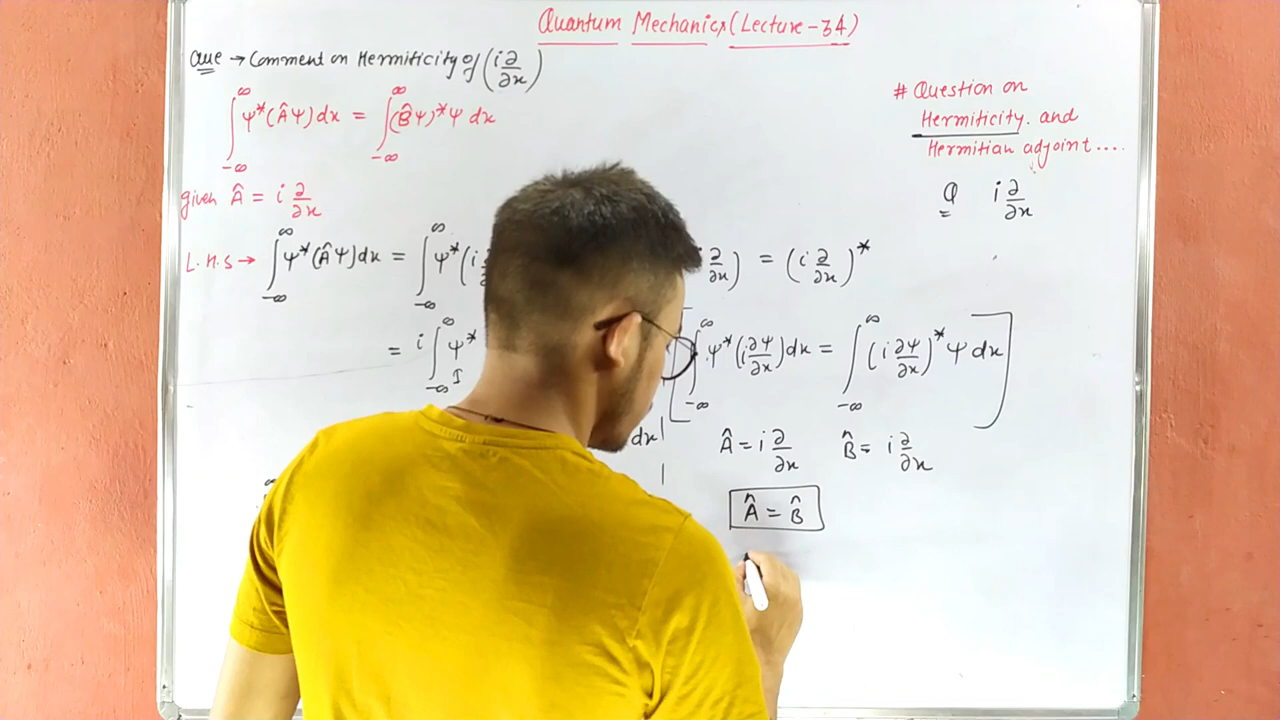 Quantum Mechanics (Lecture-34)
Que → Comment on Hermiticity of (i∂/∂x)
∫_{-∞}^{∞} ψ*(Âψ)dx = ∫_{-∞}^{∞} (B̂ψ)*ψ dx
given Â = i ∂/∂x
L.H.S → ∫_{-∞}^{∞} ψ*(Âψ)dx = ∫_{-∞}^{∞} ψ*(i
= i ∫_{-∞}^{∞} ψ*
I
dx
# Question on
Hermiticity. and
Hermitian adjoint....
Q i ∂/∂x
∂/∂x) = (i ∂/∂x)*
[∫_{-∞}^{∞} ψ*(i∂ψ/∂x)dx = ∫_{-∞}^{∞} (i ∂ψ/∂x)* ψ dx]
Â = i ∂/∂x B̂ = i ∂/∂x
Â = B̂